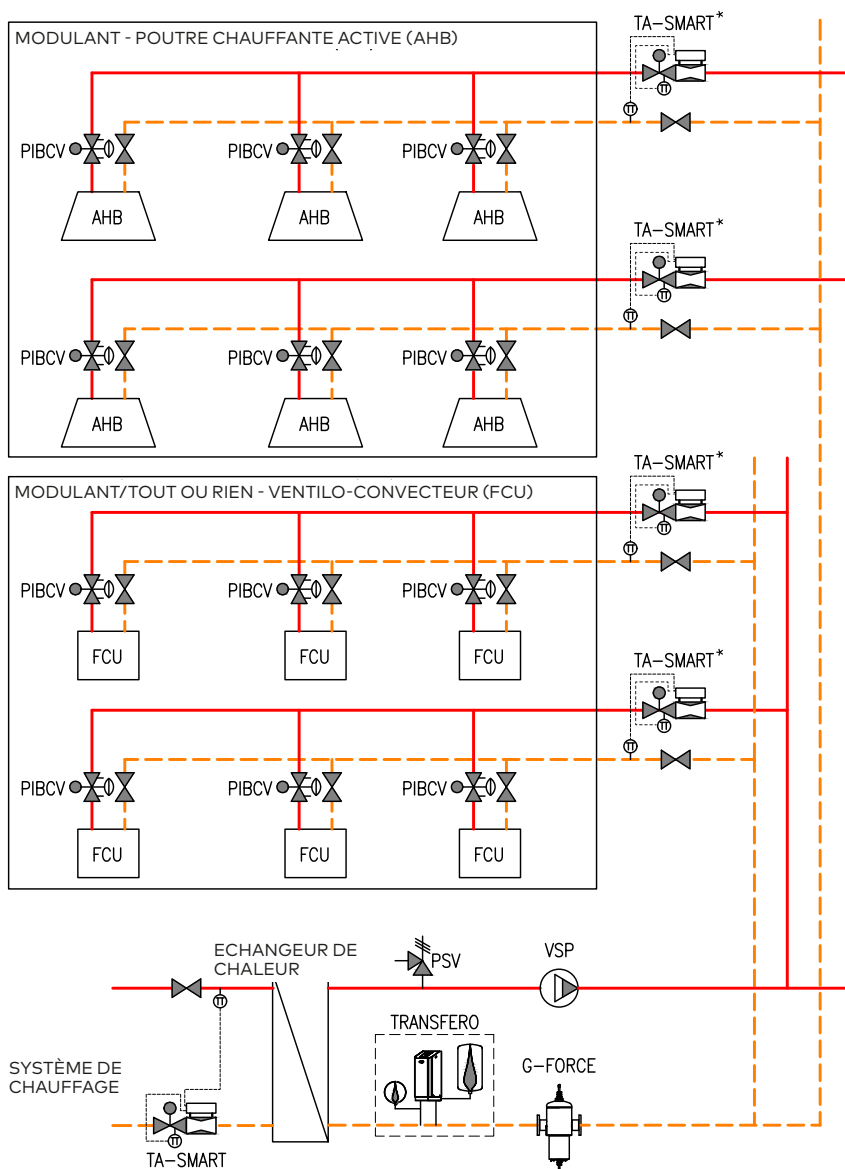 MODULANT - POUTRE CHAUFFANTE ACTIVE (AHB)
TA-SMART*
PIBCV
PIBCV
PIBCV
AHB
AHB
AHB
TA-SMART*
PIBCV
PIBCV
PIBCV
AHB
AHB
AHB
TA-SMART*
MODULANT/TOUT OU RIEN - VENTILO-CONVECTEUR (FCU)
PIBCV
PIBCV
PIBCV
FCU
FCU
FCU
TA-SMART*
PIBCV
PIBCV
PIBCV
FCU
FCU
FCU
ECHANGEUR DE
CHALEUR
PSV
VSP
TRANSFERO
G-FORCE
SYSTÈME DE
CHAUFFAGE
TA-SMART